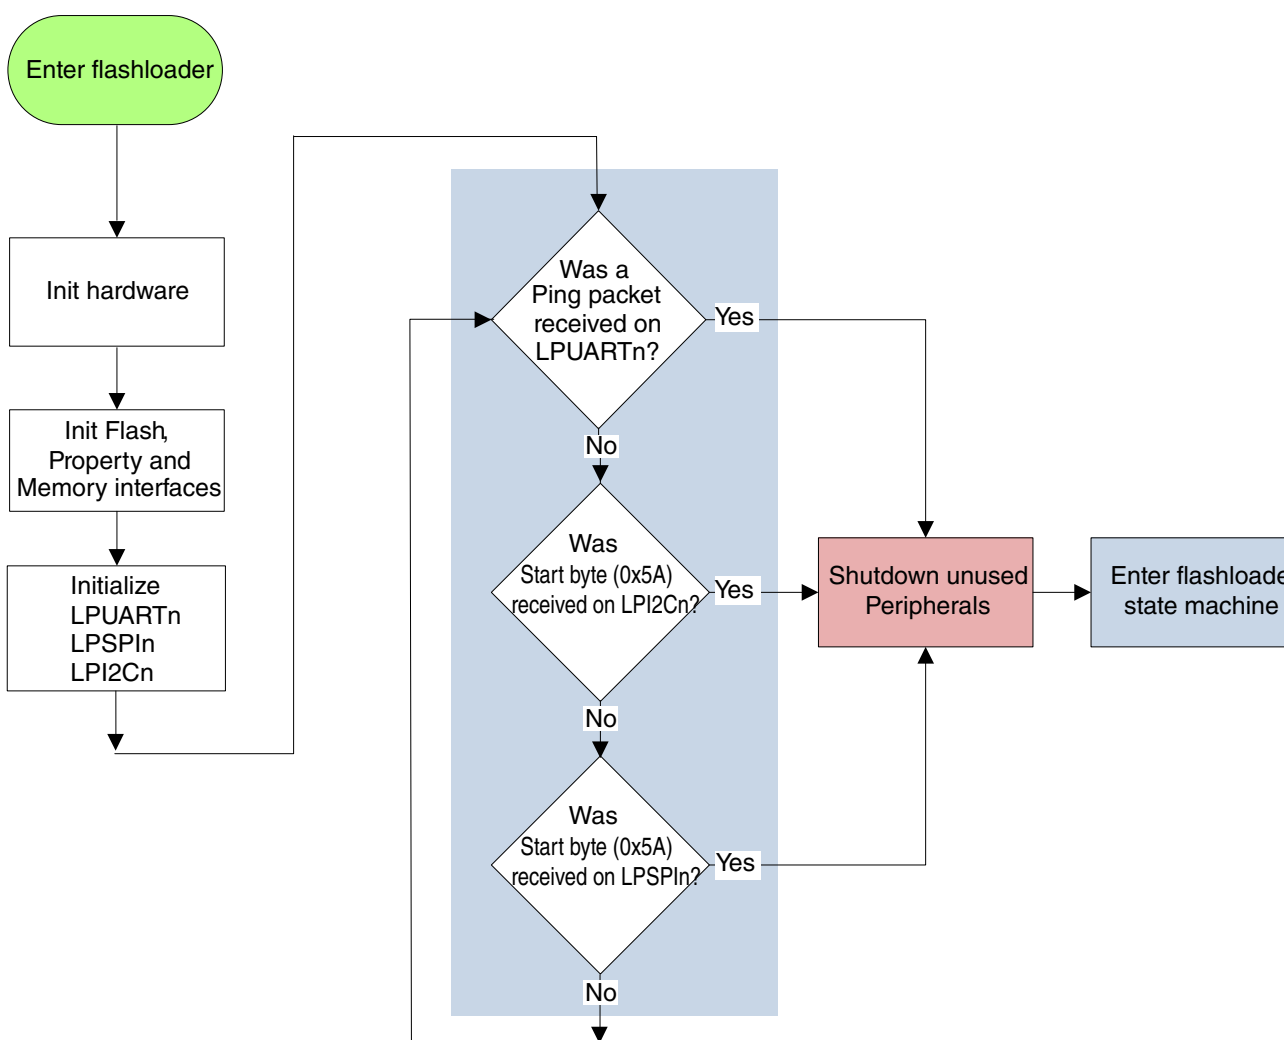 Enter flashloader
Init hardware
Init Flash,
Property and
Memory interfaces
Initialize
LPUARTn
LPSPIn
LPI2Cn
Was a
Ping packet
received on
LPUARTn?
Yes
No
Was
Start byte (0x5A)
received on LPI2Cn?
Yes
No
Was
Start byte (0x5A)
received on LPSPIn?
Yes
No
Shutdown unused
Peripherals
Enter flashloade
state machine